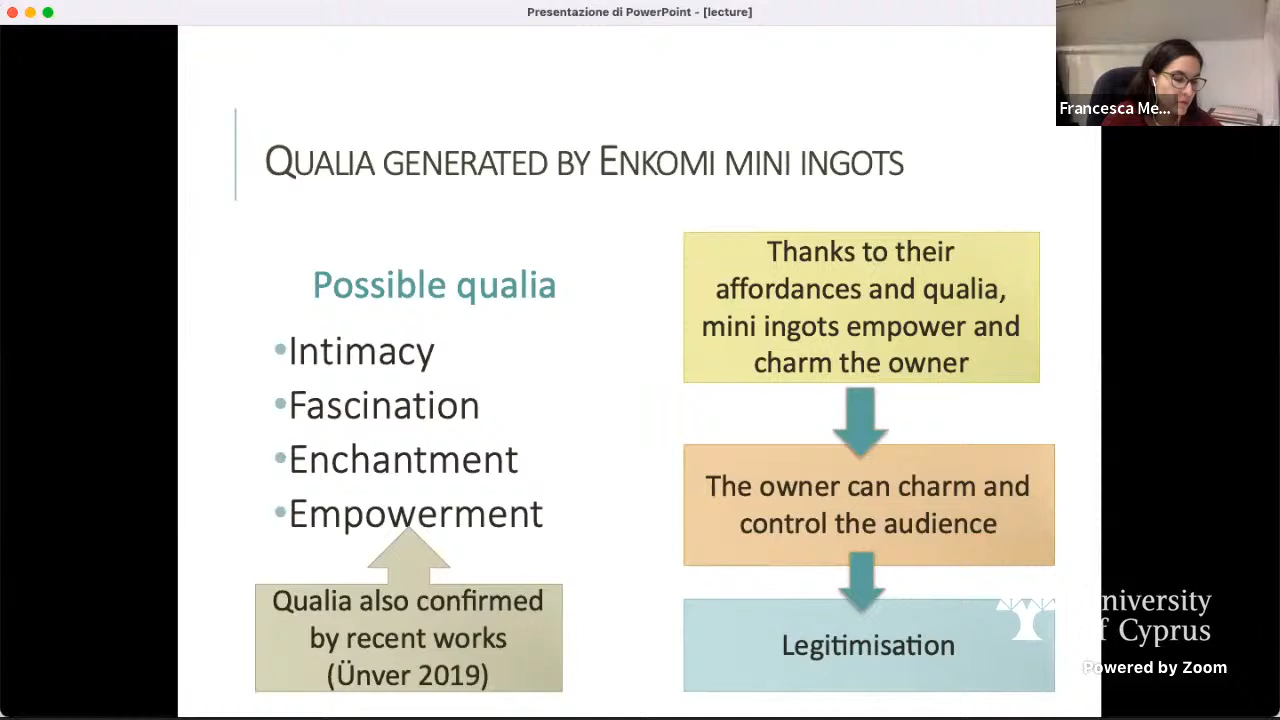 Presentazione di PowerPoint - [lecture]
Francesca Me...
QUALIA GENERATED BY ENKOMI MINI INGOTS
Possible qualia
•Intimacy
•Fascination
•Enchantment
•Empowerment
Qualia also confirmed
by recent works
(Ünver 2019)
Thanks to their
affordances and qualia,
mini ingots empower and
charm the owner
The owner can charm and
control the audience
Legitimisation
University
of Cyprus
Powered by Zoom